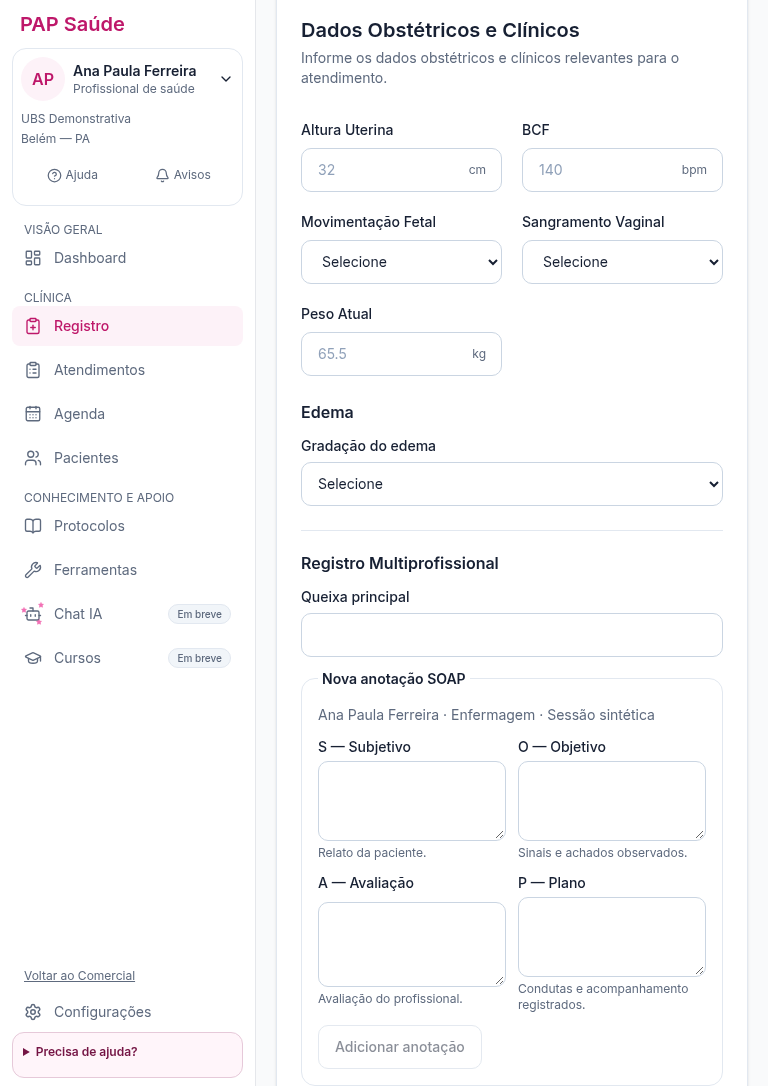 PAP Saúde
AP
Ana Paula Ferreira
Profissional de saúde
UBS Demonstrativa
Belém — PA
Ajuda
Avisos
VISÃO GERAL
Dashboard
CLÍNICA
Registro
Atendimentos
Agenda
Pacientes
CONHECIMENTO E APOIO
Protocolos
Ferramentas
Chat IA
Em breve
Cursos
Em breve
Voltar ao Comercial
Configurações
Precisa de ajuda?
Dados Obstétricos e Clínicos
Informe os dados obstétricos e clínicos relevantes para o
atendimento.
Altura Uterina
32
cm
BCF
140
bpm
Movimentação Fetal
Selecione
Sangramento Vaginal
Selecione
Peso Atual
65.5
kg
Edema
Gradação do edema
Selecione
Registro Multiprofissional
Queixa principal
Nova anotação SOAP
Ana Paula Ferreira · Enfermagem · Sessão sintética
S — Subjetivo
Relato da paciente.
O — Objetivo
Sinais e achados observados.
A — Avaliação
Avaliação do profissional.
P — Plano
Condutas e acompanhamento
registrados.
Adicionar anotação